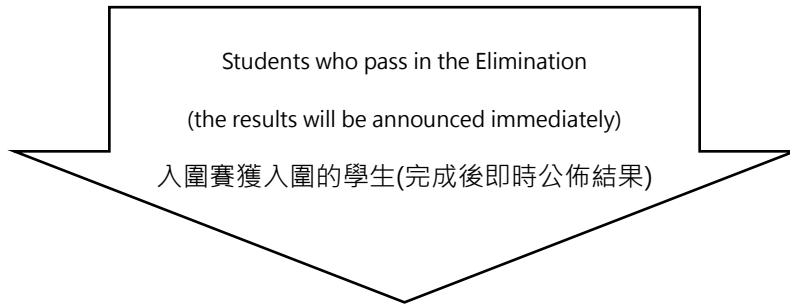 Students who pass in the Elimination
(the results will be announced immediately)
入圍賽獲入圍的學生(完成後即時公佈結果)